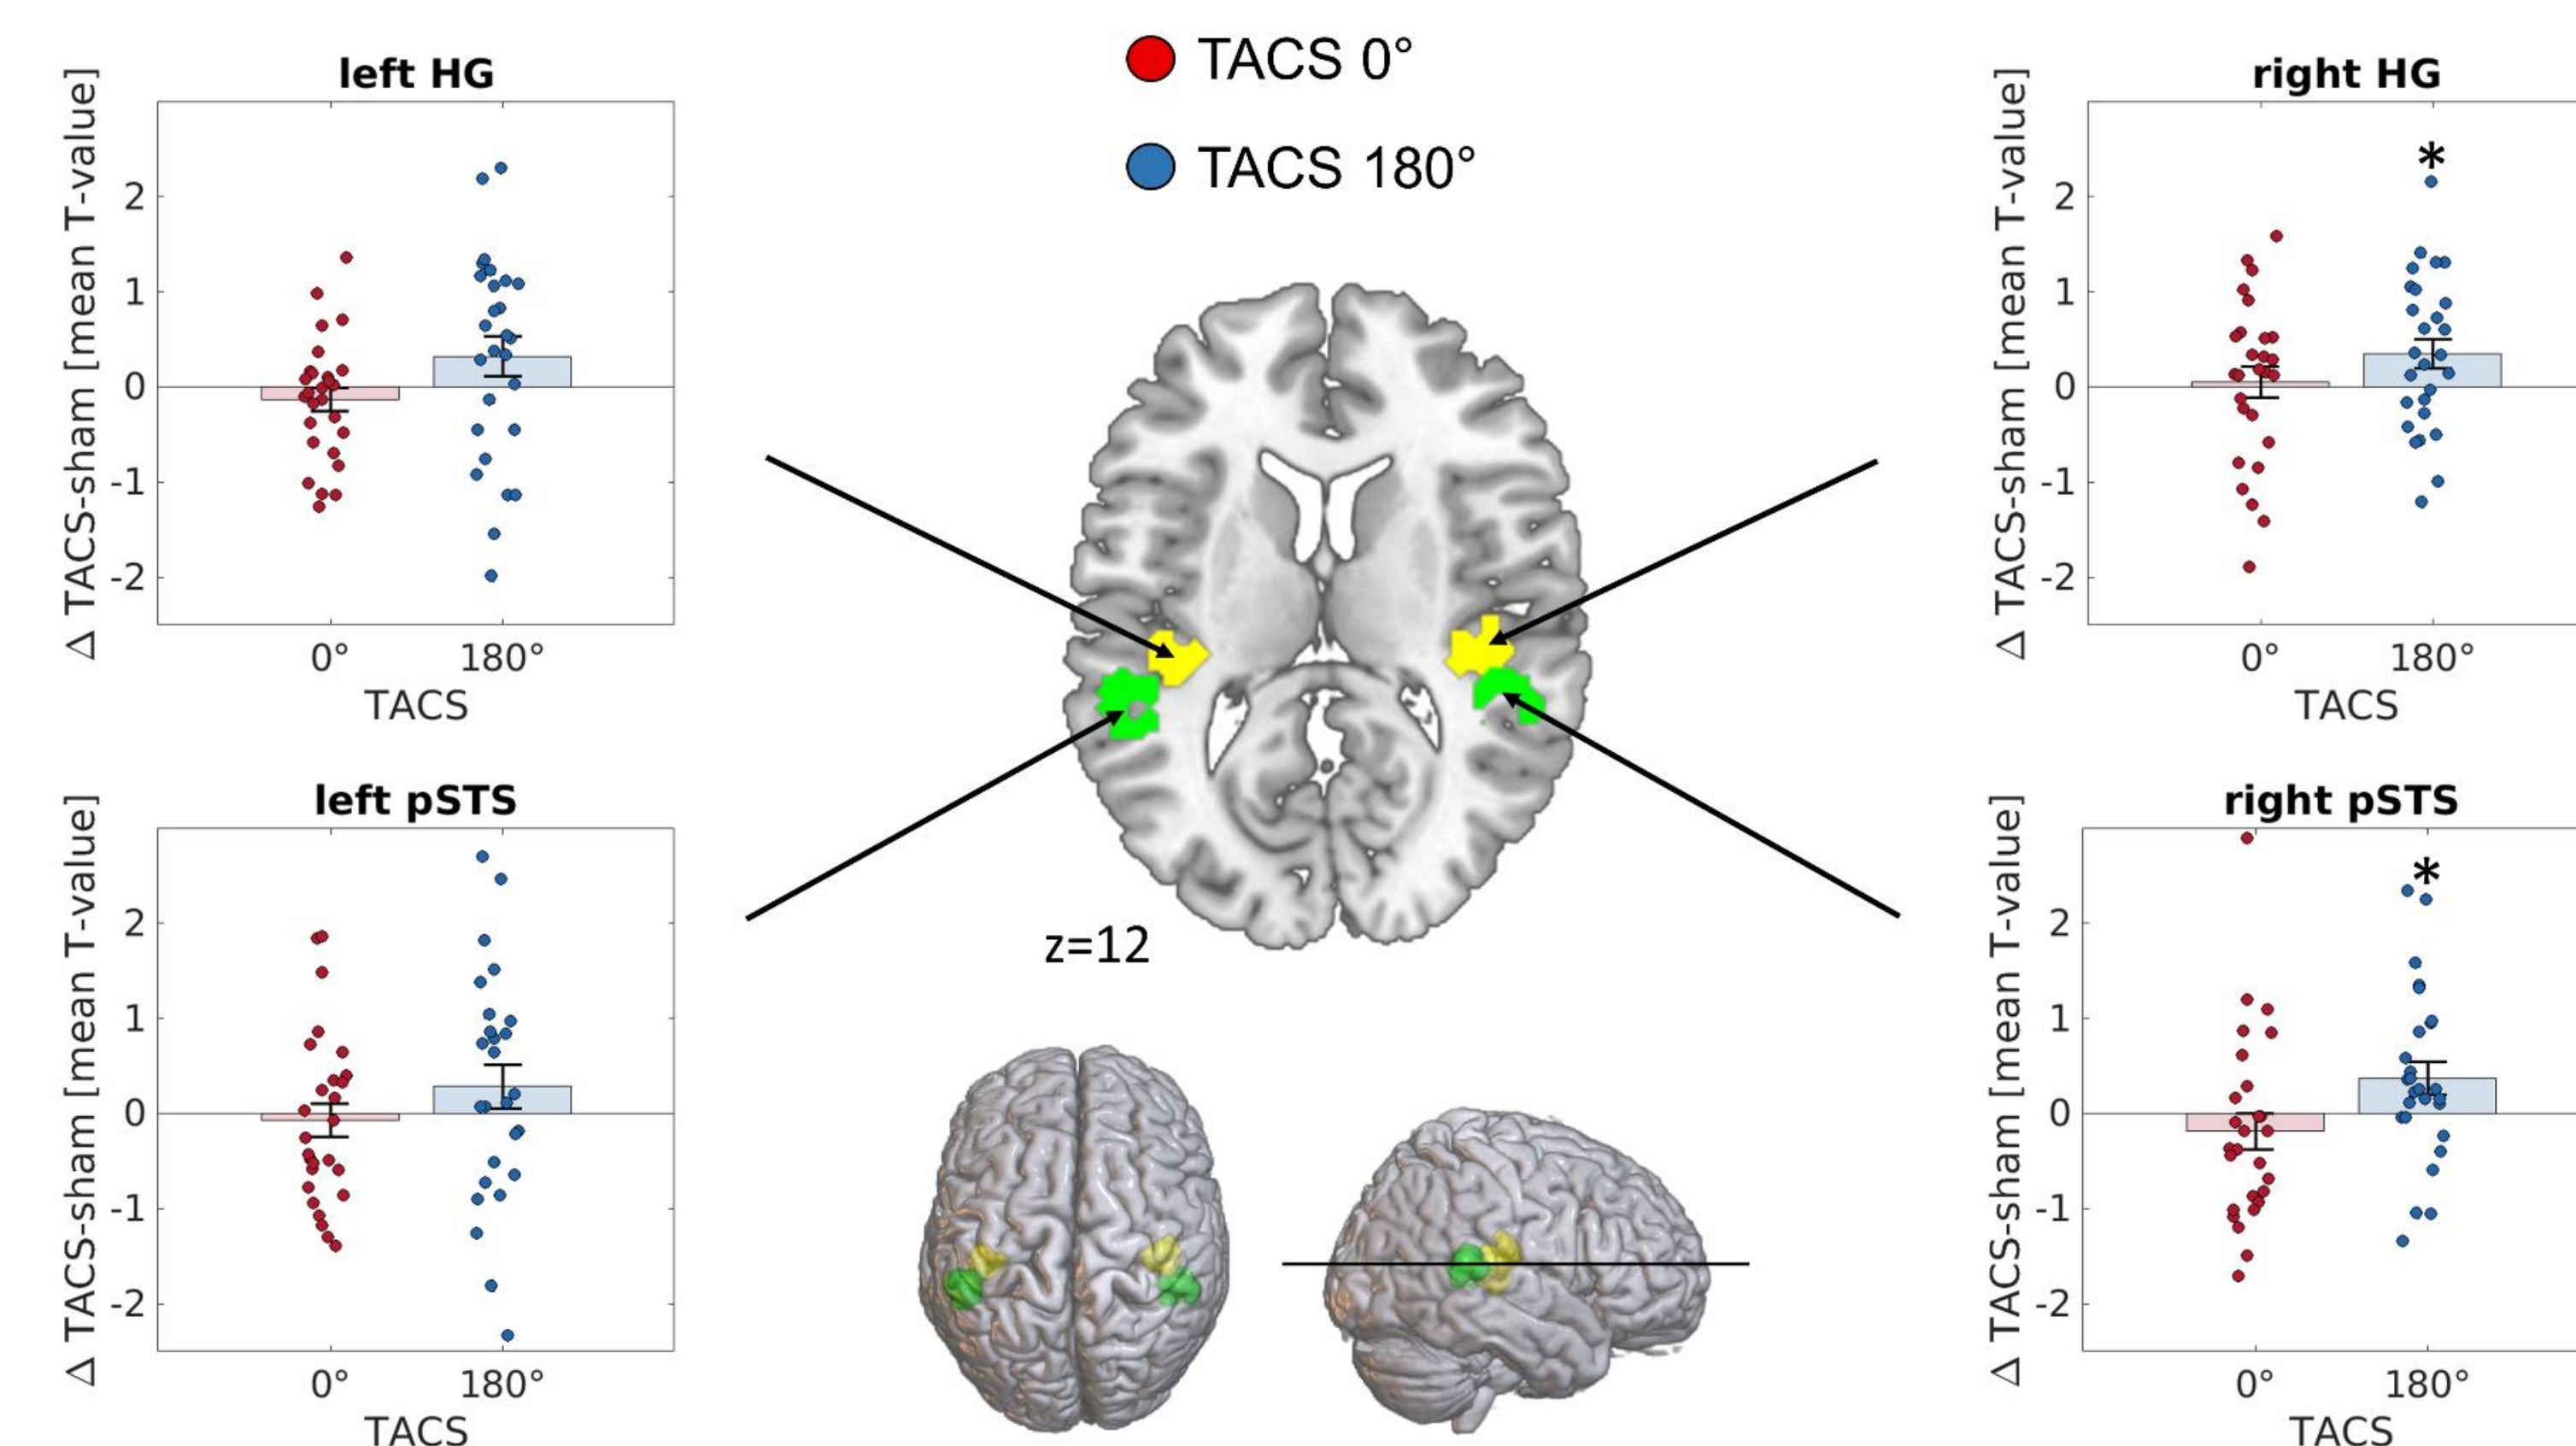 TACS 0°
TACS 180°
left HG
Δ TACS-sham [mean T-value]
2
1
0
-1
-2
0°
180°
TACS
right HG
Δ TACS-sham [mean T-value]
2
1
0
-1
-2
*
0°
180°
TACS
z=12
left pSTS
Δ TACS-sham [mean T-value]
2
1
0
-1
-2
0°
180°
TACS
right pSTS
Δ TACS-sham [mean T-value]
2
1
0
-1
-2
*
0°
180°
TACS